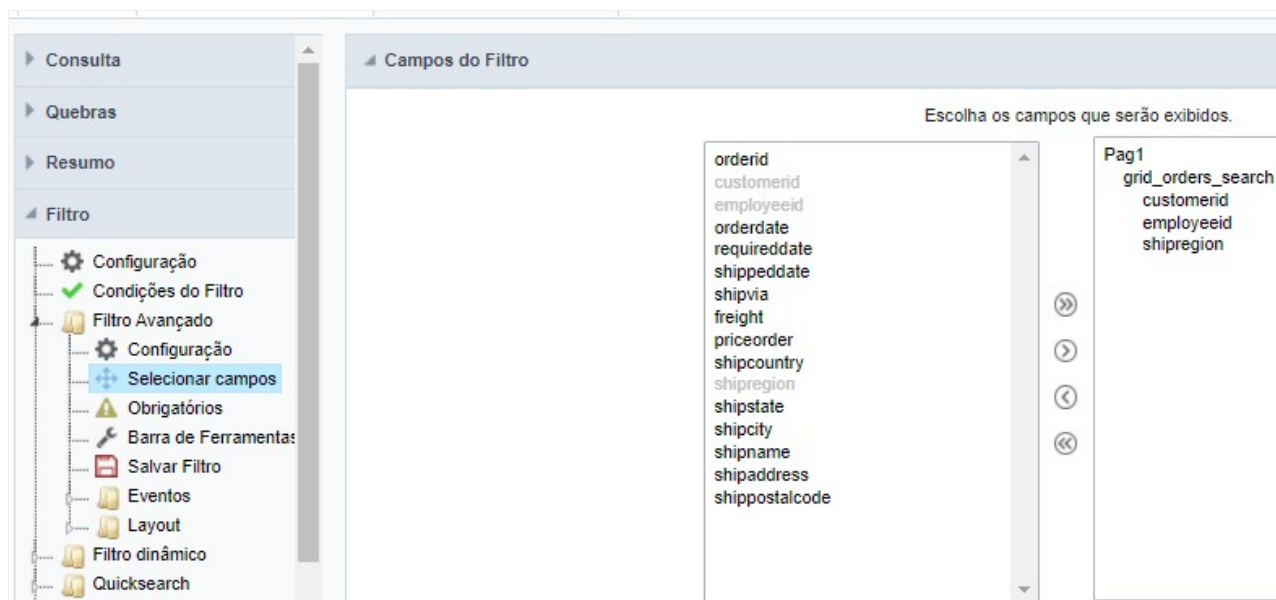 Consulta
Quebras
Resumo
Filtro
Configuração
Condições do Filtro
Filtro Avançado
Configuração
Selecionar campos
Obrigatórios
Barra de Ferramentas
Salvar Filtro
Eventos
Layout
Filtro dinâmico
Quicksearch
Campos do Filtro
Escolha os campos que serão exibidos.
orderid
customerid
employeeid
orderdate
requireddate
shippeddate
shipvia
freight
priceorder
shipcountry
shipregion
shipstate
shipcity
shipname
shipaddress
shippostalcode
Pag1
grid_orders_search
customerid
employeeid
shipregion